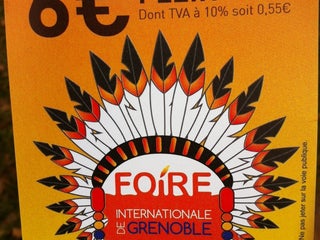 6€
Dont TVA à 10% soit 0,55€
FOiRE
INTERNATIONALE
DE GRENOBLE
Ne pas jeter sur la voie publique.